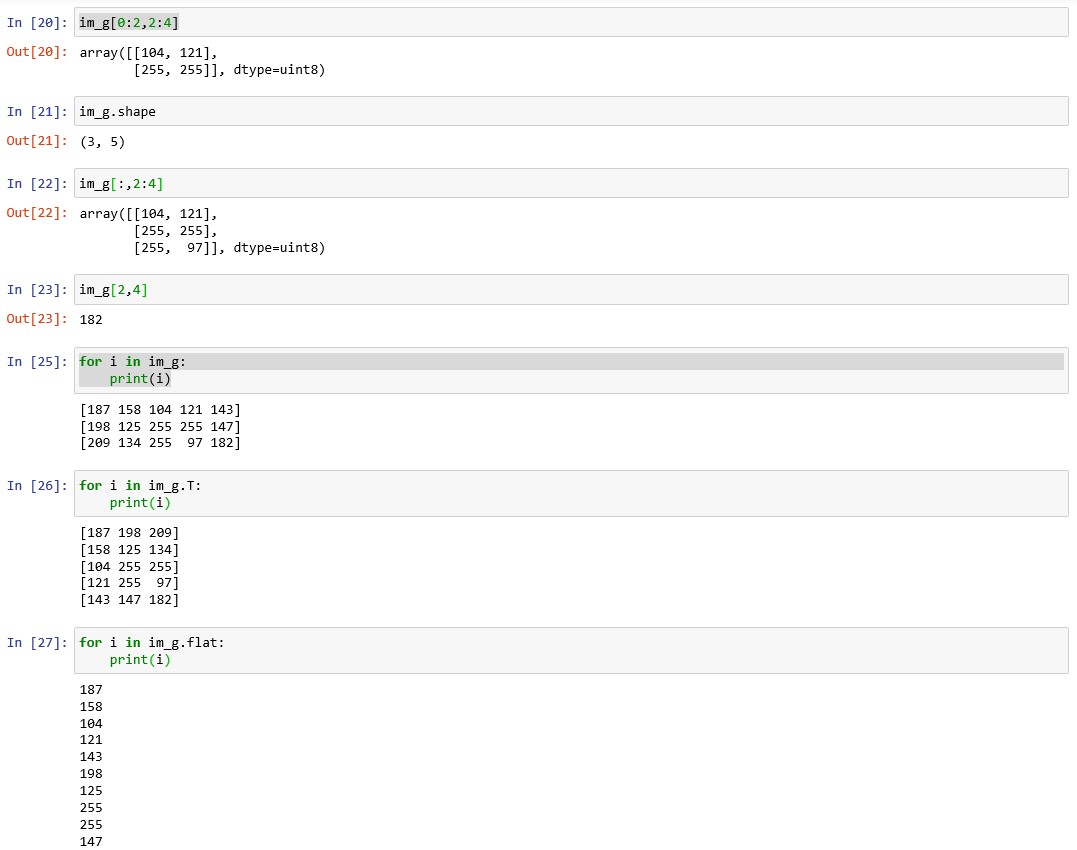 In [20]: im_g[0:2,2:4]
Out[20]: array([[104, 121],
       [255, 255]], dtype=uint8)
In [21]: im_g.shape
Out[21]: (3, 5)
In [22]: im_g[:,2:4]
Out[22]: array([[104, 121],
       [255, 255],
       [255,  97]], dtype=uint8)
In [23]: im_g[2,4]
Out[23]: 182
In [25]: for i in im_g:
    print(i)
[187 158 104 121 143]
[198 125 255 255 147]
[209 134 255  97 182]
In [26]: for i in im_g.T:
    print(i)
[187 198 209]
[158 125 134]
[104 255 255]
[121 255  97]
[143 147 182]
In [27]: for i in im_g.flat:
    print(i)
187
158
104
121
143
198
125
255
255
147